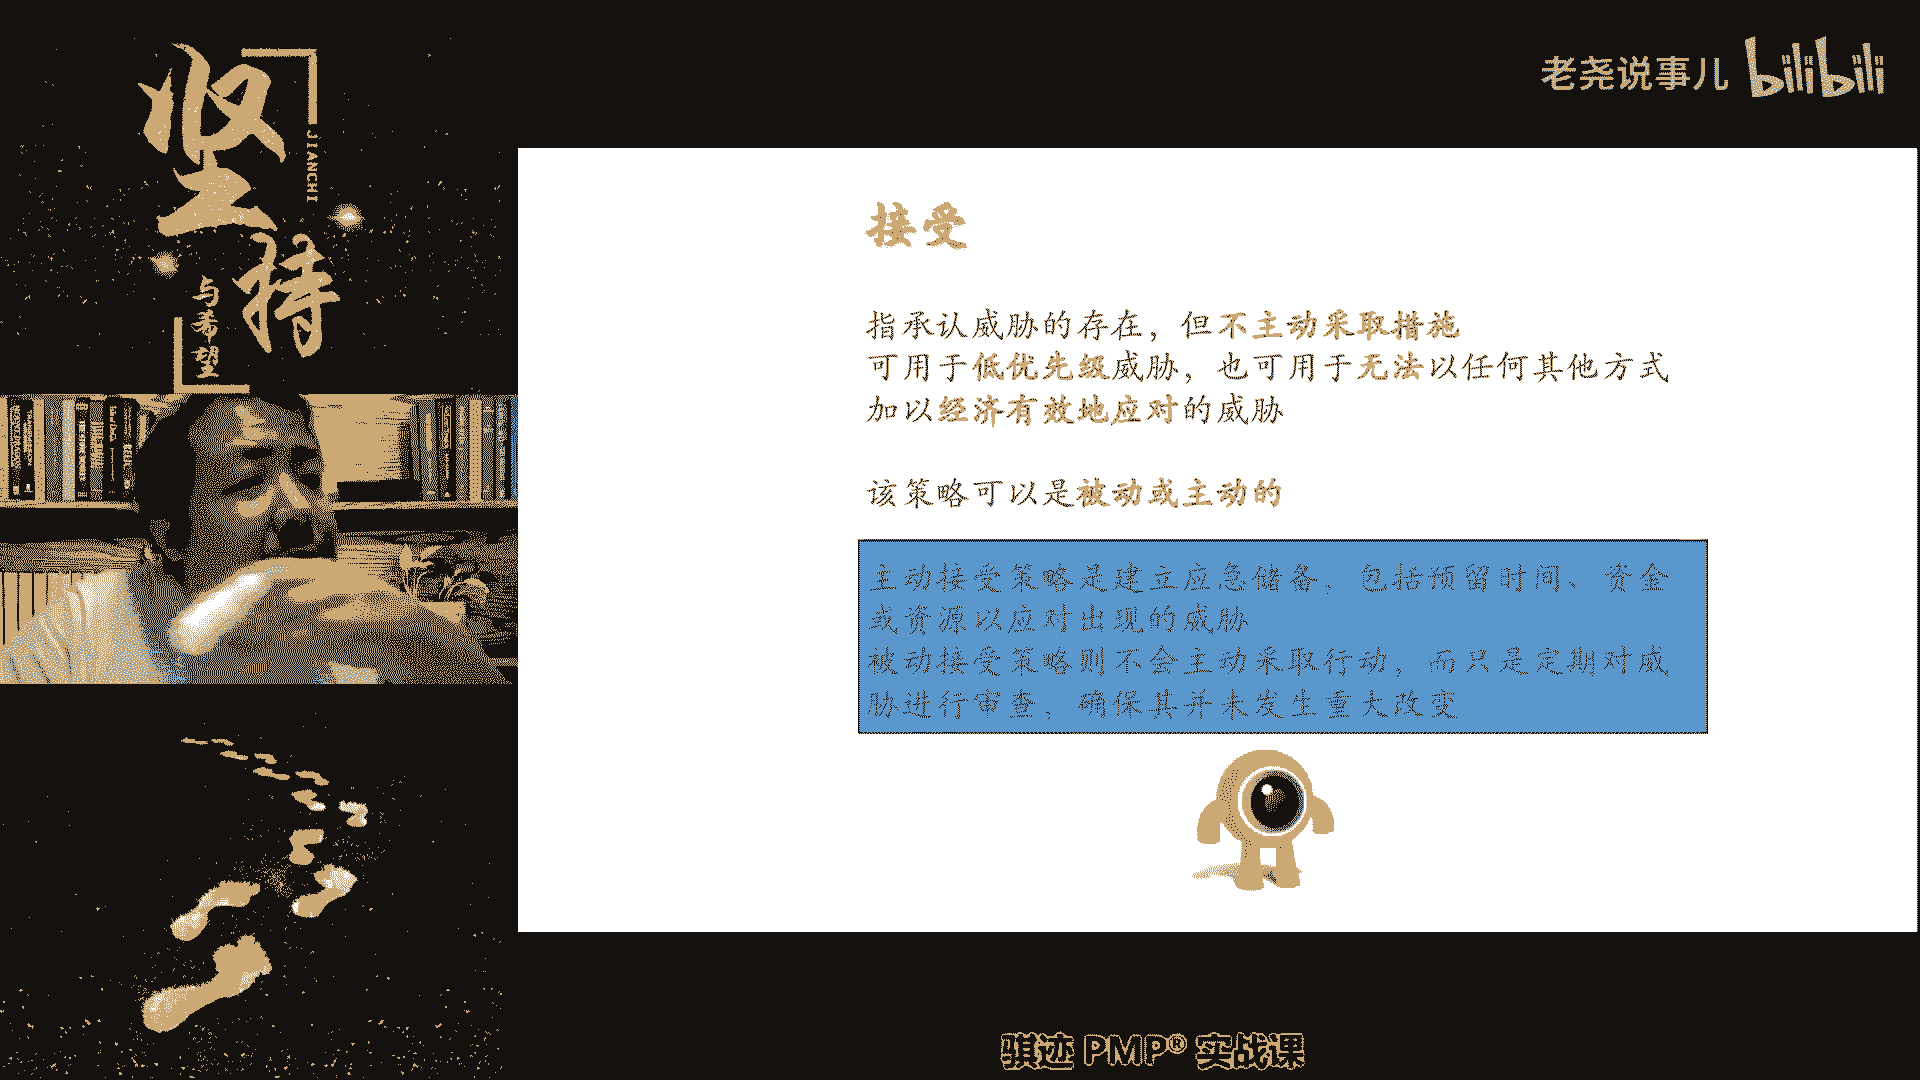 坚持
JIANCHI
与希望
老尧说事儿 bilibili
接受
指承认威胁的存在，但不主动采取措施
可用于低优先级威胁，也可用于无法以任何其他方式
加以经济有效地应对的威胁
该策略可以是被动或主动的
主动接受策略是建立应急储备，包括预留时间、资金
或资源以应对出现的威胁
被动接受策略则不会主动采取行动，而只是定期对威
胁进行审查，确保其并未发生重大改变
骐迹 PMP® 实战课